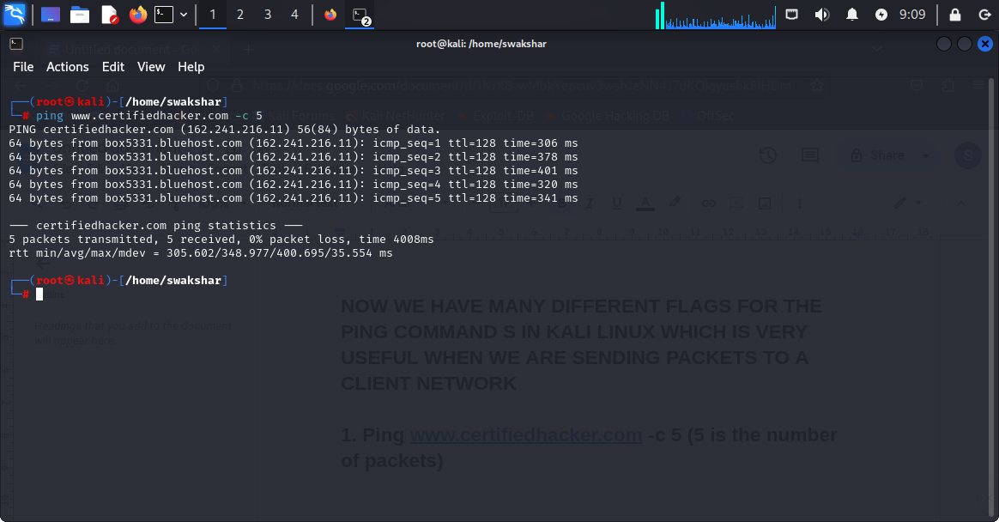 1 2 3 4 2 9:09
root@kali: /home/swakshar
Untitled document - Goo
File Actions Edit View Help
┌──(root㉿kali)-[/home/swakshar]
└─# ping www.certifiedhacker.com -c 5
Kali Forums Kali NetHunter Exploit-DB Google Hacking DB OffSec
PING certifiedhacker.com (162.241.216.11) 56(84) bytes of data.
64 bytes from box5331.bluehost.com (162.241.216.11): icmp_seq=1 ttl=128 time=306 ms
64 bytes from box5331.bluehost.com (162.241.216.11): icmp_seq=2 ttl=128 time=378 ms
Share S
64 bytes from box5331.bluehost.com (162.241.216.11): icmp_seq=3 ttl=128 time=401 ms
64 bytes from box5331.bluehost.com (162.241.216.11): icmp_seq=4 ttl=128 time=320 ms
64 bytes from box5331.bluehost.com (162.241.216.11): icmp_seq=5 ttl=128 time=341 ms
─── certifiedhacker.com ping statistics ───
5 packets transmitted, 5 received, 0% packet loss, time 4008ms
rtt min/avg/max/mdev = 305.602/348.977/400.695/35.554 ms
┌──(root㉿kali)-[/home/swakshar]
└─#
Headings that you add to the document
will appear here.
NOW WE HAVE MANY DIFFERENT FLAGS FOR THE
PING COMMAND S IN KALI LINUX WHICH IS VERY
USEFUL WHEN WE ARE SENDING PACKETS TO A
CLIENT NETWORK
1. Ping www.certifiedhacker.com -c 5 (5 is the number
of packets)